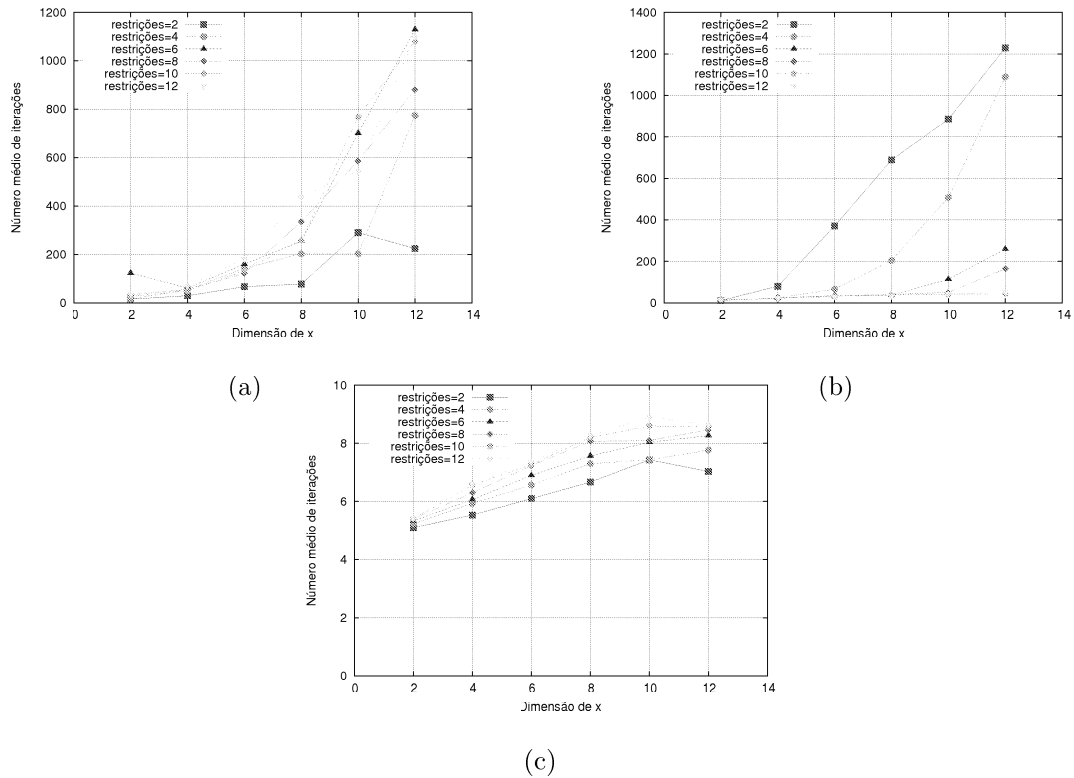 1200
1000
800
600
400
200
0
Número médio de iterações
restrições=2
restrições=4
restrições=6
restrições=8
restrições=10
restrições=12
0 2 4 6 8 10 12 14
Dimensão de x
(a)
1400
1200
1000
800
600
400
200
0
Número médio de iterações
restrições=2
restrições=4
restrições=6
restrições=8
restrições=10
restrições=12
0 2 4 6 8 10 12 14
Dimensão de x
(b)
10
8
6
4
2
0
Número médio de iterações
restrições=2
restrições=4
restrições=6
restrições=8
restrições=10
restrições=12
0 2 4 6 8 10 12 14
Dimensão de x
(c)